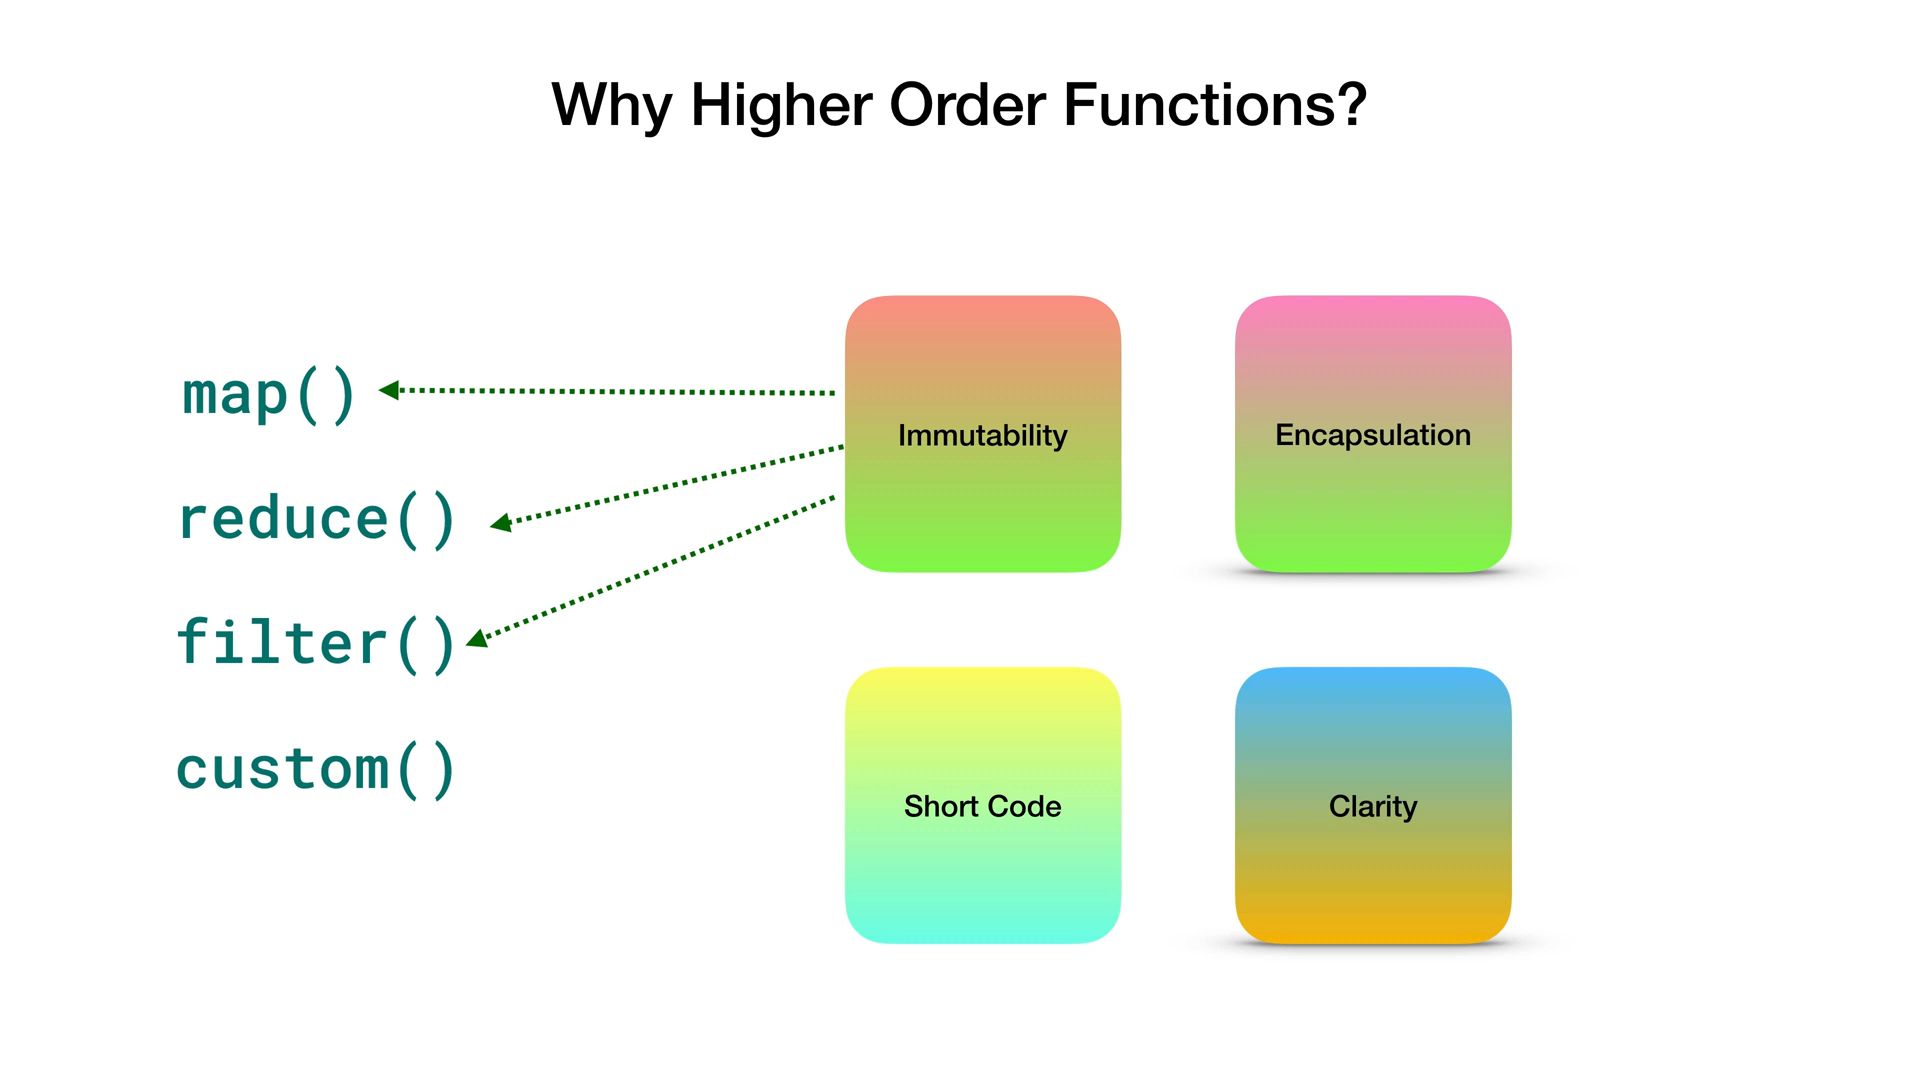 Why Higher Order Functions?
map()
reduce()
filter()
custom()
Immutability
Encapsulation
Short Code
Clarity